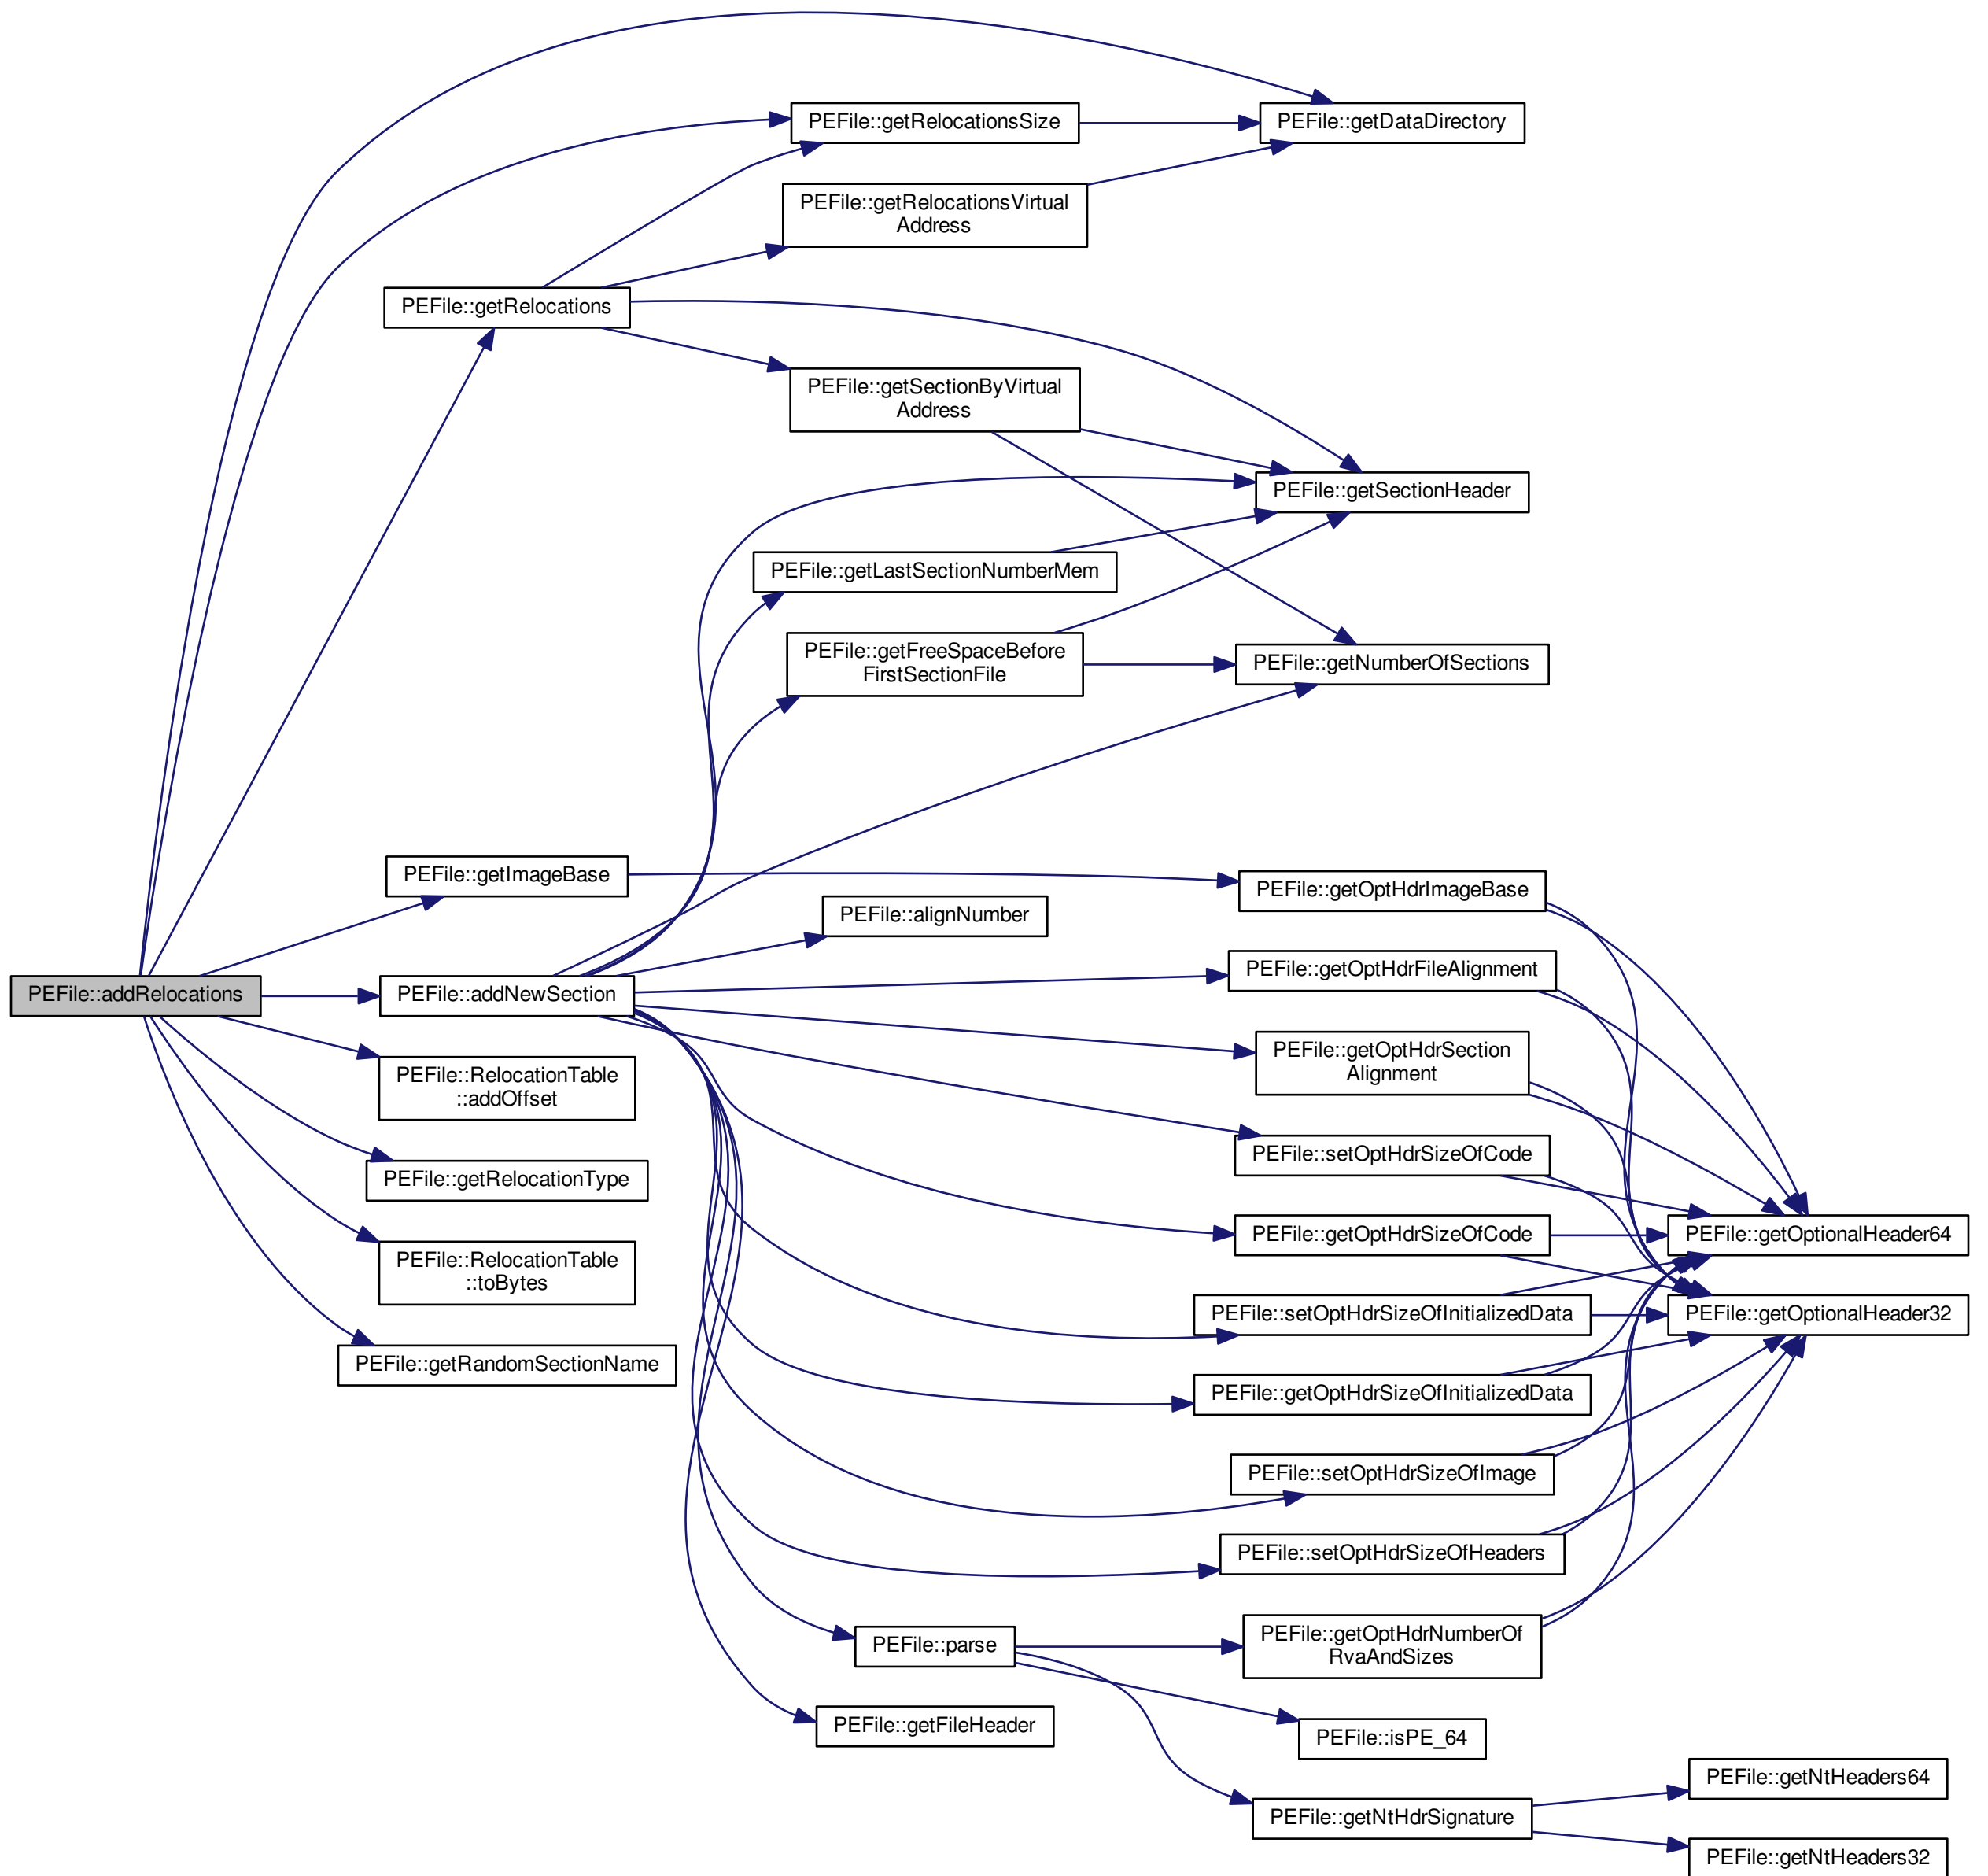 PEFile::getRelocationsSize
PEFile::getDataDirectory
PEFile::getRelocationsVirtual
Address
PEFile::getRelocations
PEFile::getSectionByVirtual
Address
PEFile::getSectionHeader
PEFile::getLastSectionNumberMem
PEFile::getFreeSpaceBefore
FirstSectionFile
PEFile::getNumberOfSections
PEFile::getImageBase
PEFile::getOptHdrImageBase
PEFile::alignNumber
PEFile::getOptHdrFileAlignment
PEFile::addRelocations
PEFile::addNewSection
PEFile::getOptHdrSection
Alignment
PEFile::RelocationTable
::addOffset
PEFile::setOptHdrSizeOfCode
PEFile::getRelocationType
PEFile::getOptHdrSizeOfCode
PEFile::getOptionalHeader64
PEFile::RelocationTable
::toBytes
PEFile::setOptHdrSizeOfInitializedData
PEFile::getOptionalHeader32
PEFile::getRandomSectionName
PEFile::getOptHdrSizeOfInitializedData
PEFile::setOptHdrSizeOfImage
PEFile::setOptHdrSizeOfHeaders
PEFile::parse
PEFile::getOptHdrNumberOf
RvaAndSizes
PEFile::getFileHeader
PEFile::isPE_64
PEFile::getNtHeaders64
PEFile::getNtHdrSignature
PEFile::getNtHeaders32